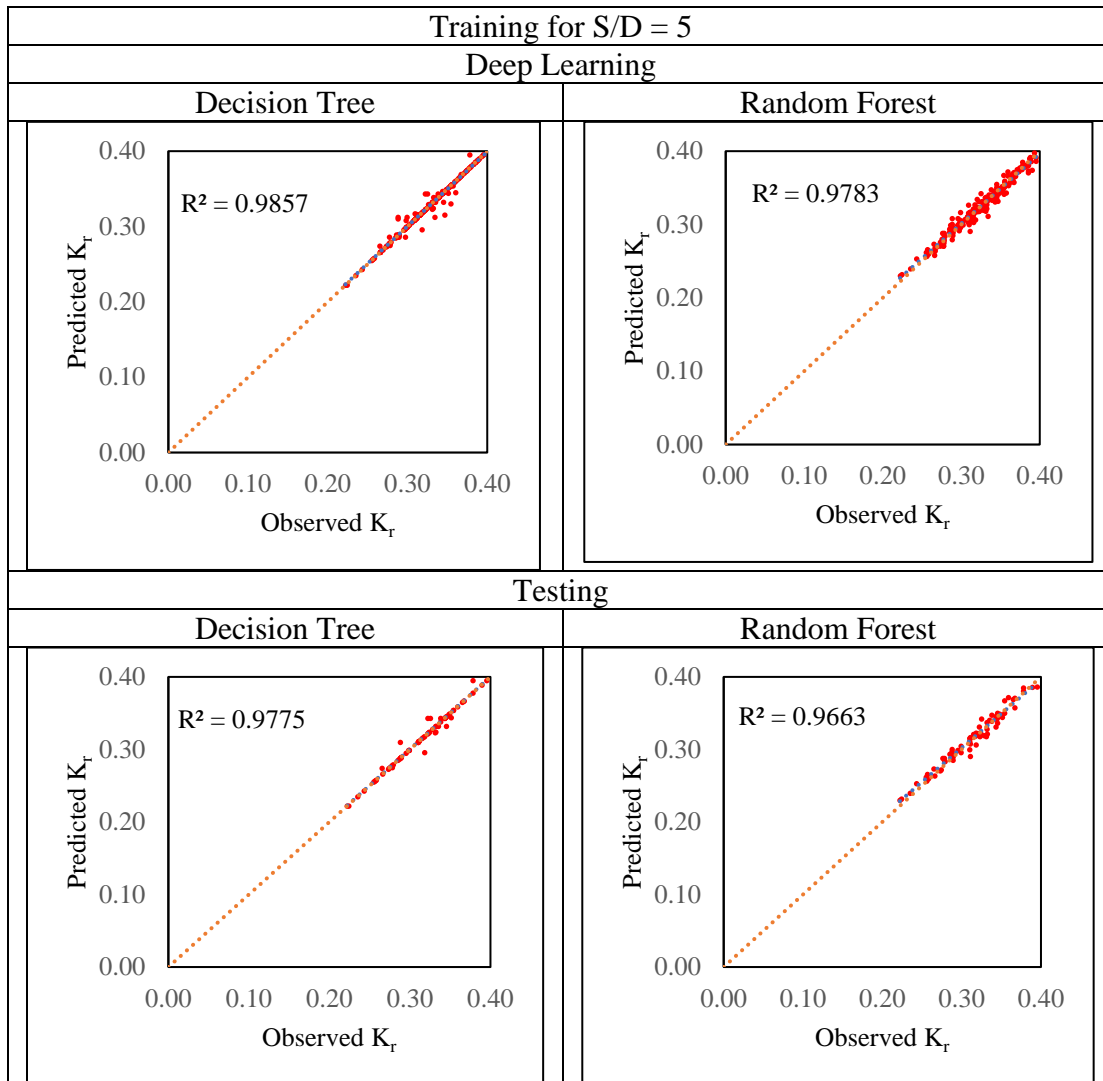 Training for S/D = 5
Deep Learning
Decision Tree
Random Forest
0.40
0.30
0.20
0.10
0.00
Predicted Kr
R² = 0.9857
0.00 0.10 0.20 0.30 0.40
Observed Kr
0.40
0.30
0.20
0.10
0.00
Predicted Kr
R² = 0.9783
0.00 0.10 0.20 0.30 0.40
Observed Kr
Testing
Decision Tree
Random Forest
0.40
0.30
0.20
0.10
0.00
Predicted Kr
R² = 0.9775
0.00 0.10 0.20 0.30 0.40
Observed Kr
0.40
0.30
0.20
0.10
0.00
Predicted Kr
R² = 0.9663
0.00 0.10 0.20 0.30 0.40
Observed Kr